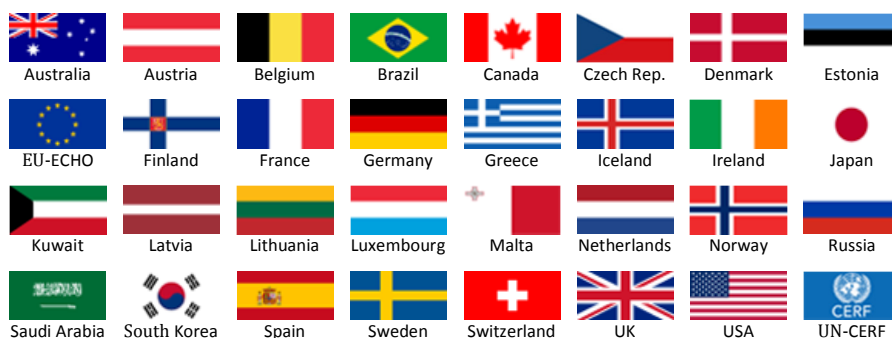 Australia Austria Belgium Brazil Canada Czech Rep. Denmark Estonia
EU-ECHO Finland France Germany Greece Iceland Ireland Japan
Kuwait Latvia Lithuania Luxembourg Malta Netherlands Norway Russia
CERF
Saudi Arabia South Korea Spain Sweden Switzerland UK USA UN-CERF